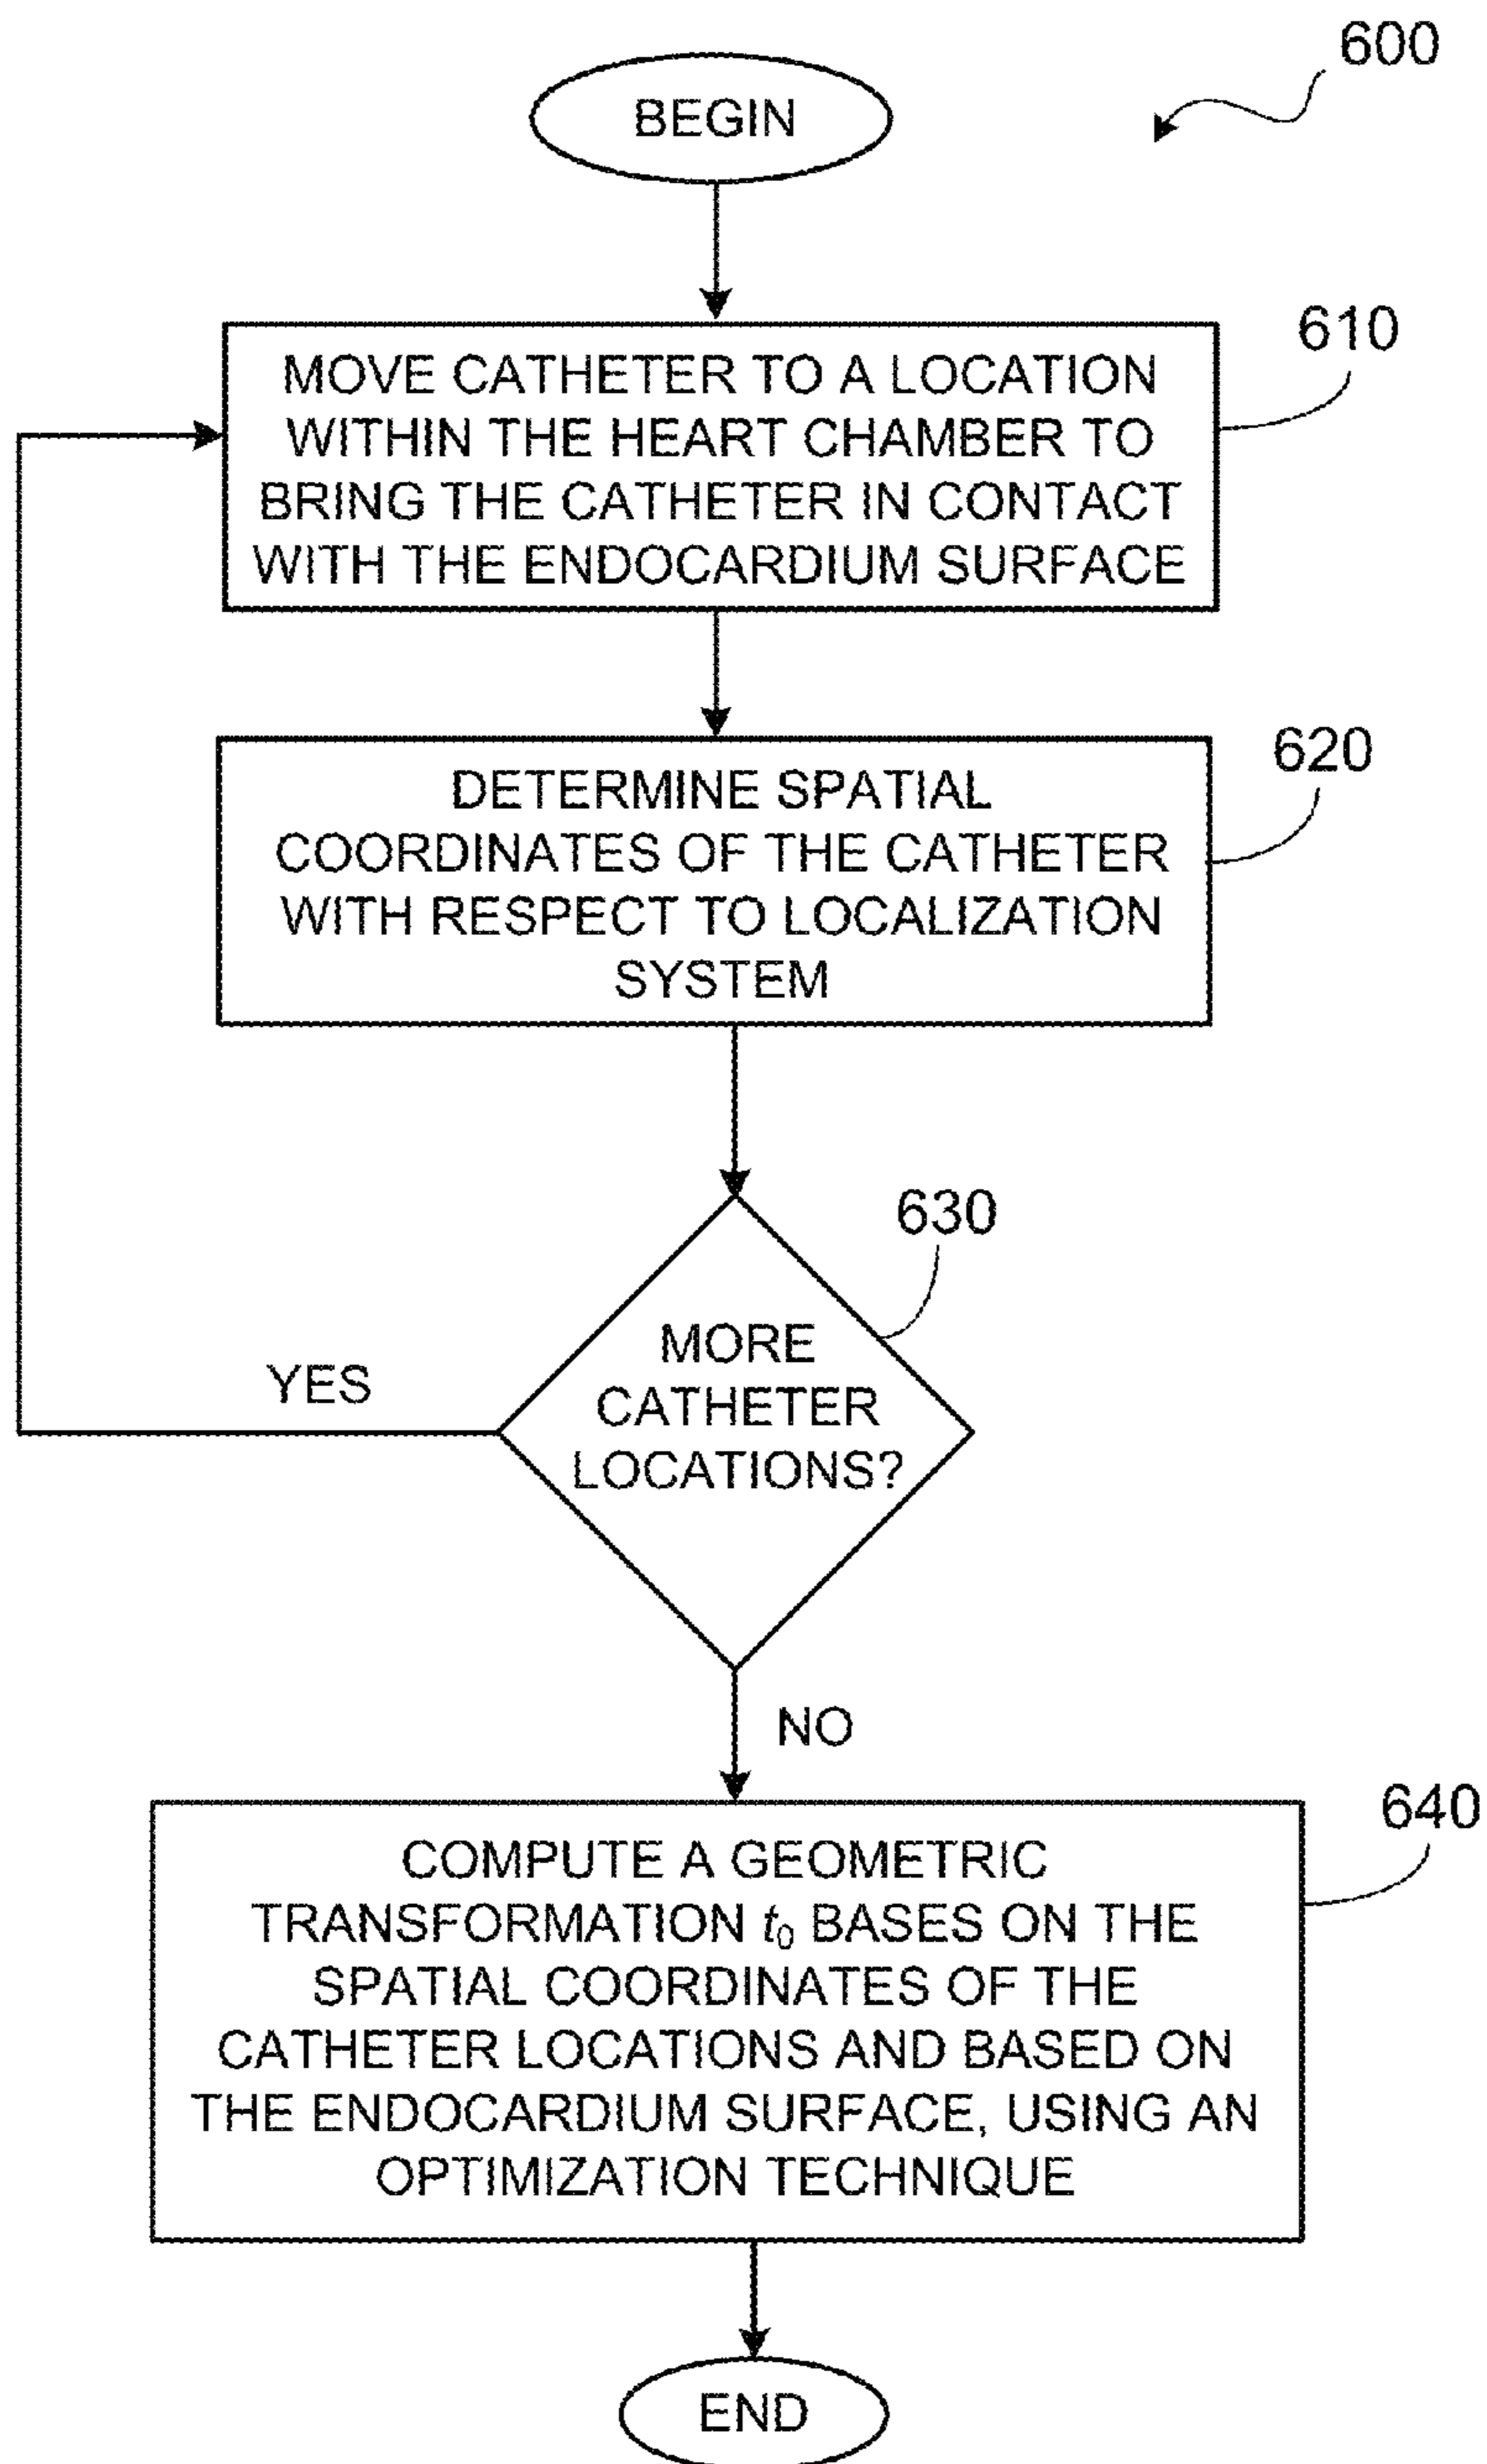 600
BEGIN
610
MOVE CATHETER TO A LOCATION
WITHIN THE HEART CHAMBER TO
BRING THE CATHETER IN CONTACT
WITH THE ENDOCARDIUM SURFACE
620
DETERMINE SPATIAL
COORDINATES OF THE CATHETER
WITH RESPECT TO LOCALIZATION
SYSTEM
630
MORE
CATHETER
LOCATIONS?
YES
NO
640
COMPUTE A GEOMETRIC
TRANSFORMATION t₀ BASES ON THE
SPATIAL COORDINATES OF THE
CATHETER LOCATIONS AND BASED ON
THE ENDOCARDIUM SURFACE, USING AN
OPTIMIZATION TECHNIQUE
END